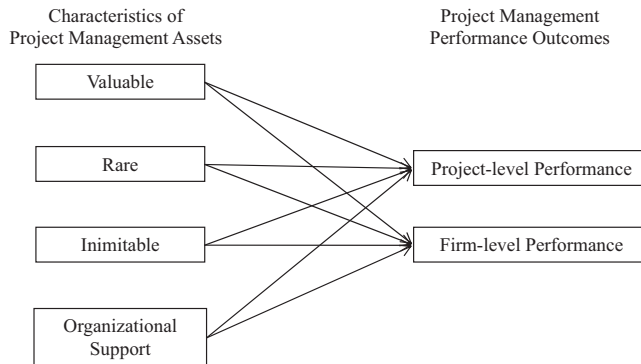 Characteristics of
Project Management Assets
Project Management
Performance Outcomes
Valuable
Rare
Project-level Performance
Inimitable
Firm-level Performance
Organizational
Support